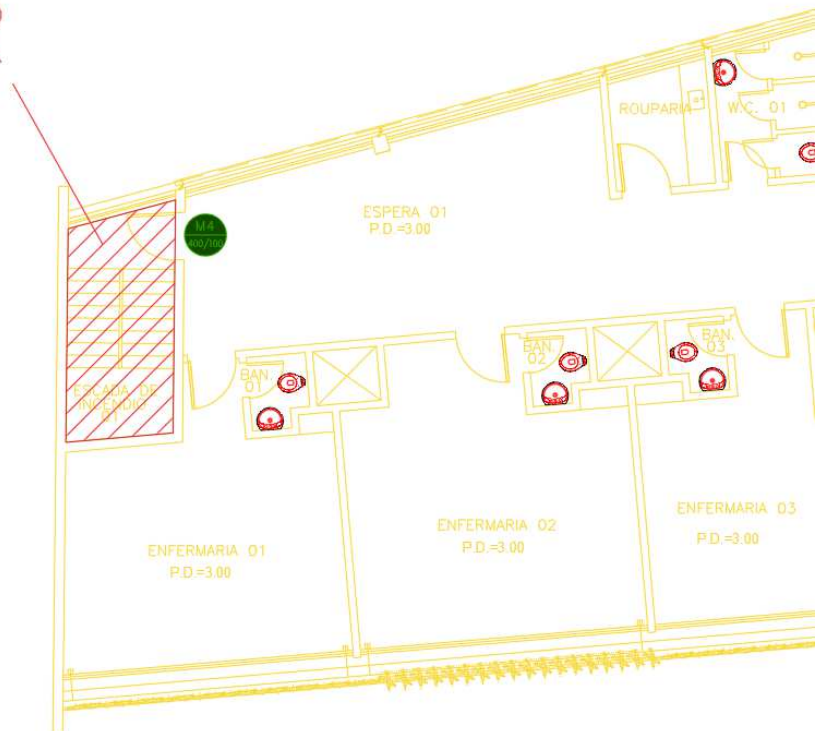 ROUPARIA
W.C. 01
M4
400/100
ESPERA 01
P.D.=3.00
BAN.
01
BAN.
02
BAN.
03
ESCADA DE
INCENDIO
01
ENFERMARIA 01
P.D.=3.00
ENFERMARIA 02
P.D.=3.00
ENFERMARIA 03
P.D.=3.00